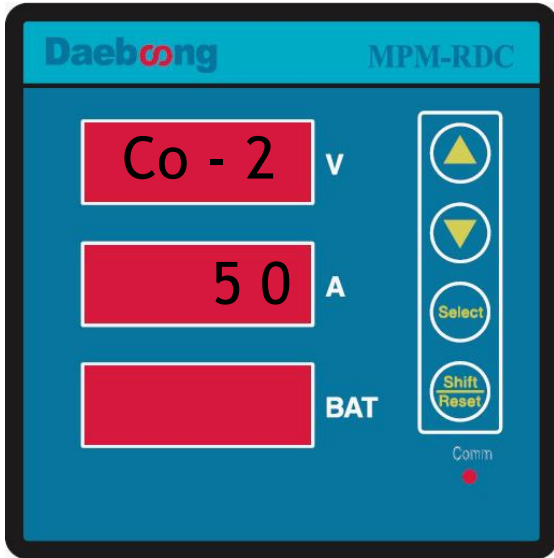 Daeboong
MPM-RDC
Co - 2
V
5 0
A
BAT
Select
Shift
Reset
Comm